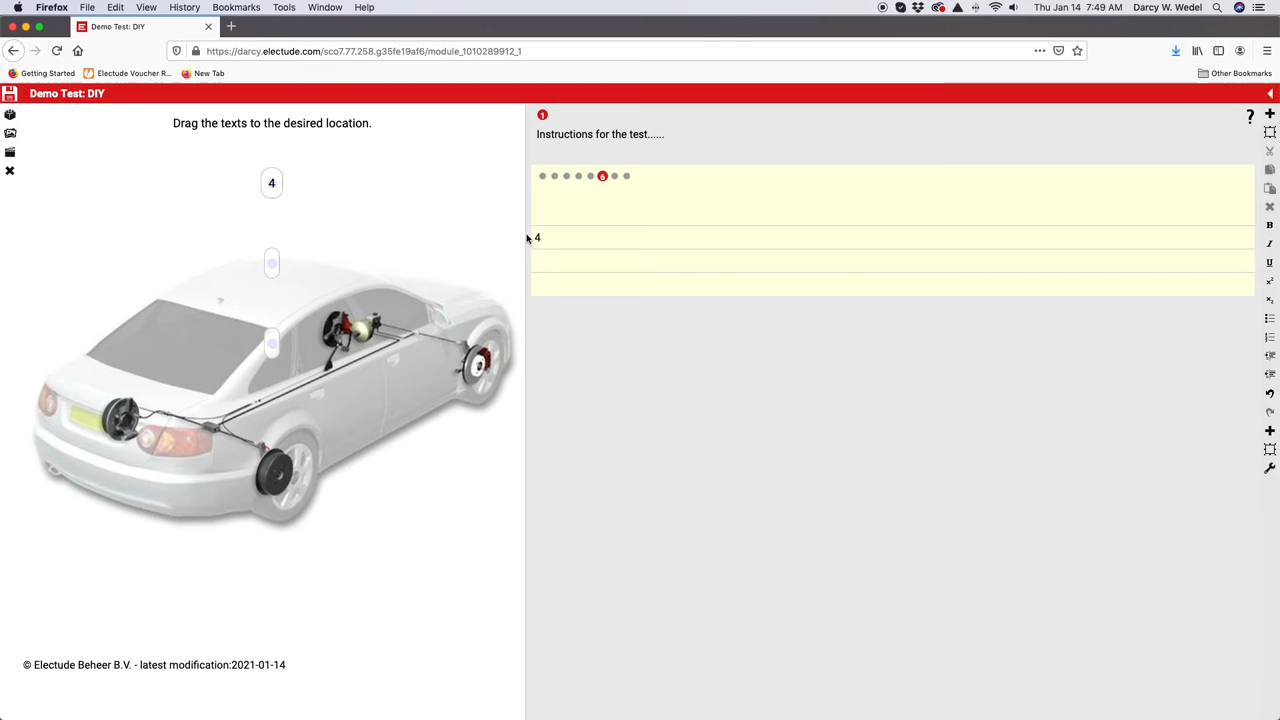 Firefox File Edit View History Bookmarks Tools Window Help Thu Jan 14 7:49 AM Darcy W. Wedel
Demo Test: DIY
https://darcy.electude.com/sco7.77.258.g35fe19af6/module_1010289912_1
Getting Started Electude Voucher R... New Tab Other Bookmarks
Demo Test: DIY
Drag the texts to the desired location.
4
1
?
Instructions for the test......
6
4
B
I
U
x²
x₂
© Electude Beheer B.V. - latest modification:2021-01-14